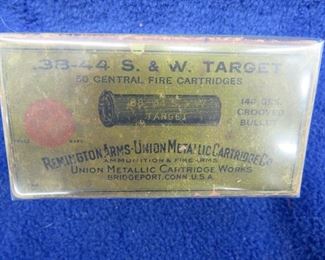 .38-44 S. & W. TARGET
50 CENTRAL FIRE CARTRIDGES
38-44 S & W
TARGET
146 GRS.
GROOVED
BULLET
REMINGTON ARMS-UNION METALLIC CARTRIDGE CO.
AMMUNITION & FIRE-ARMS
UNION METALLIC CARTRIDGE WORKS
BRIDGEPORT, CONN. U.S.A.